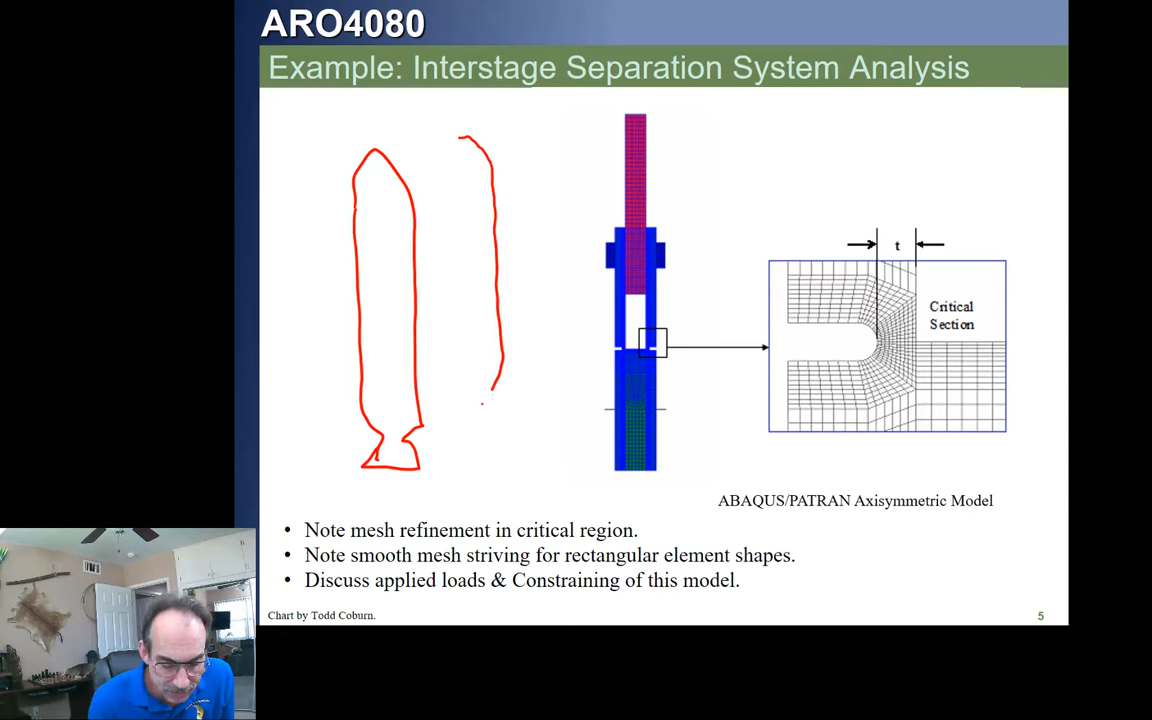 ARO4080
Example: Interstage Separation System Analysis
t
Critical
Section
ABAQUS/PATRAN Axisymmetric Model
• Note mesh refinement in critical region.
• Note smooth mesh striving for rectangular element shapes.
• Discuss applied loads & Constraining of this model.
Chart by Todd Coburn.
5